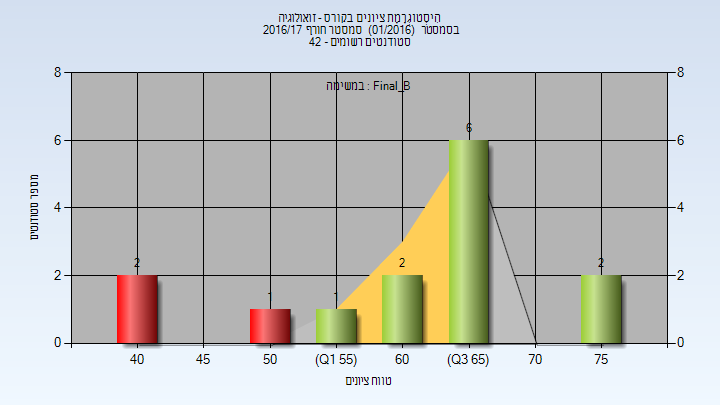 הִיסְטוֹגְרַמַת ציונים בקורס - זואולוגיה
בסמסטר (01/2016) סמסטר חורף 2016/17
סטודנטים רשומים - 42
במשימה : Final_B
8
6
4
2
0
מספר סטודנטים
8
6
4
2
0
2
1
1
2
6
2
40
45
50
(Q1 55)
60
(Q3 65)
70
75
טווח ציונים